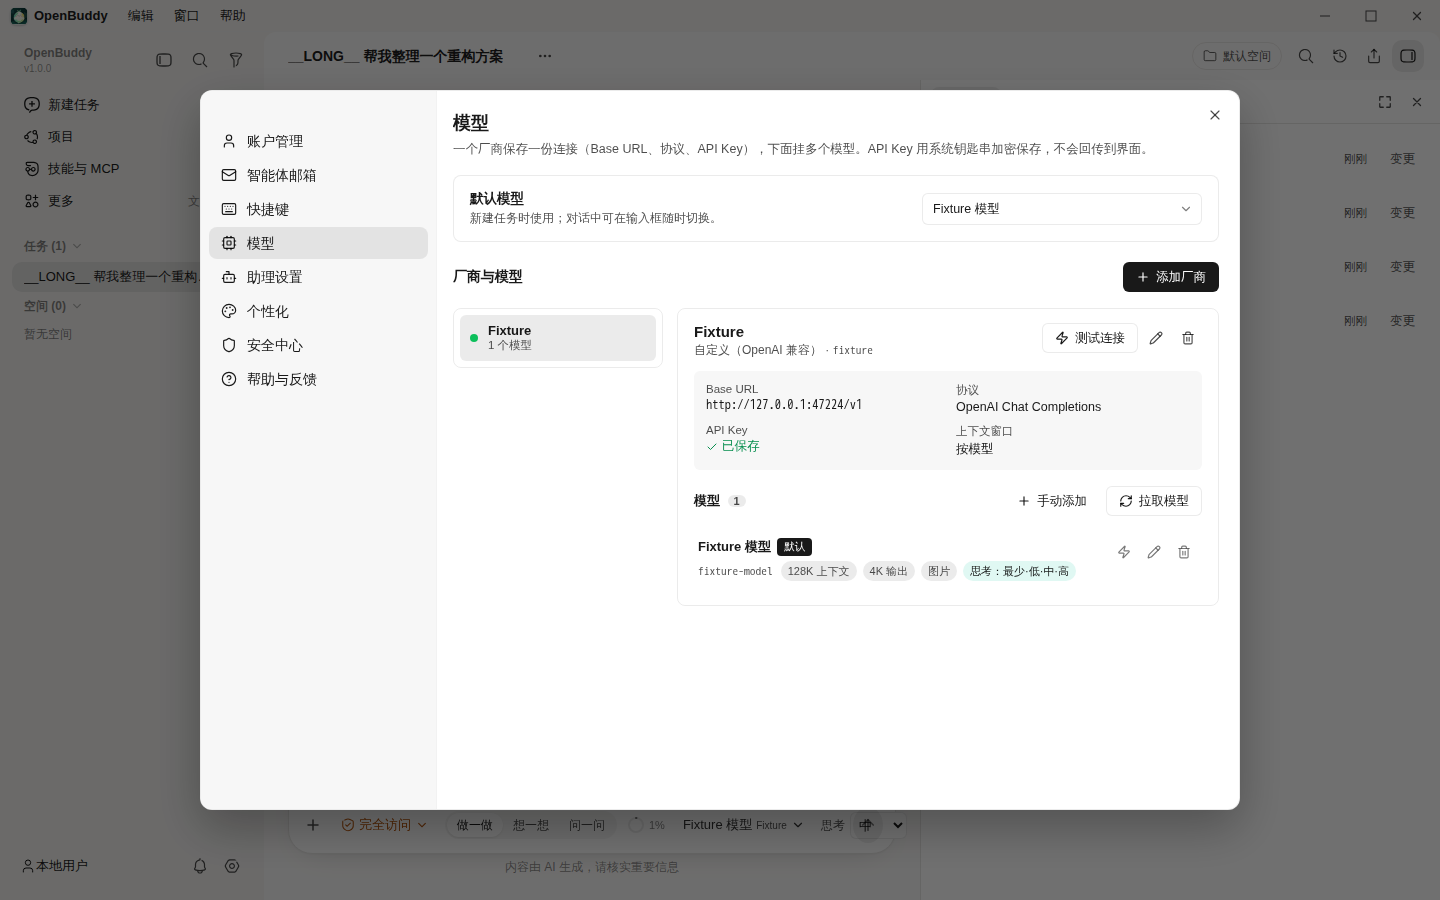 OpenBuddy 编辑 窗口 帮助
OpenBuddy
v1.0.0
新建任务
项目
技能与 MCP
更多
任务 (1)
__LONG__ 帮我整理一个重构
空间 (0)
暂无空间
本地用户
__LONG__ 帮我整理一个重构方案
默认空间
账户管理
智能体邮箱
快捷键
模型
助理设置
个性化
安全中心
帮助与反馈
模型
一个厂商保存一份连接（Base URL、协议、API Key），下面挂多个模型。API Key 用系统钥匙串加密保存，不会回传到界面。
默认模型
新建任务时使用；对话中可在输入框随时切换。
Fixture 模型
厂商与模型
添加厂商
Fixture
1 个模型
Fixture
自定义（OpenAI 兼容） · fixture
测试连接
Base URL
http://127.0.0.1:47224/v1
协议
OpenAI Chat Completions
API Key
已保存
上下文窗口
按模型
模型 1
手动添加
拉取模型
Fixture 模型 默认
fixture-model 128K 上下文 4K 输出 图片 思考：最少·低·中·高
刚刚 变更
刚刚 变更
刚刚 变更
刚刚 变更
完全访问 做一做 想一想 问一问 1% Fixture 模型 Fixture 思考
内容由 AI 生成，请核实重要信息